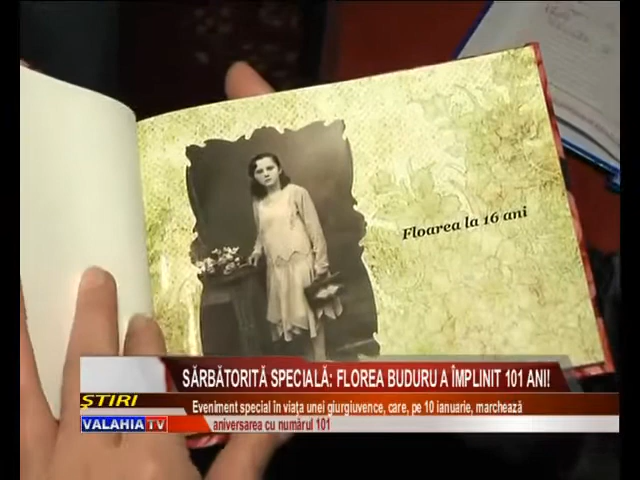 Floarea la 16 ani
SĂRBĂTORITĂ SPECIALĂ: FLOREA BUDURU A ÎMPLINIT 101 ANI!
ŞTIRI
Eveniment special în viaţa unei giurgiuvence, care, pe 10 ianuarie, marchează
VALAHIA TV
aniversarea cu numărul 101